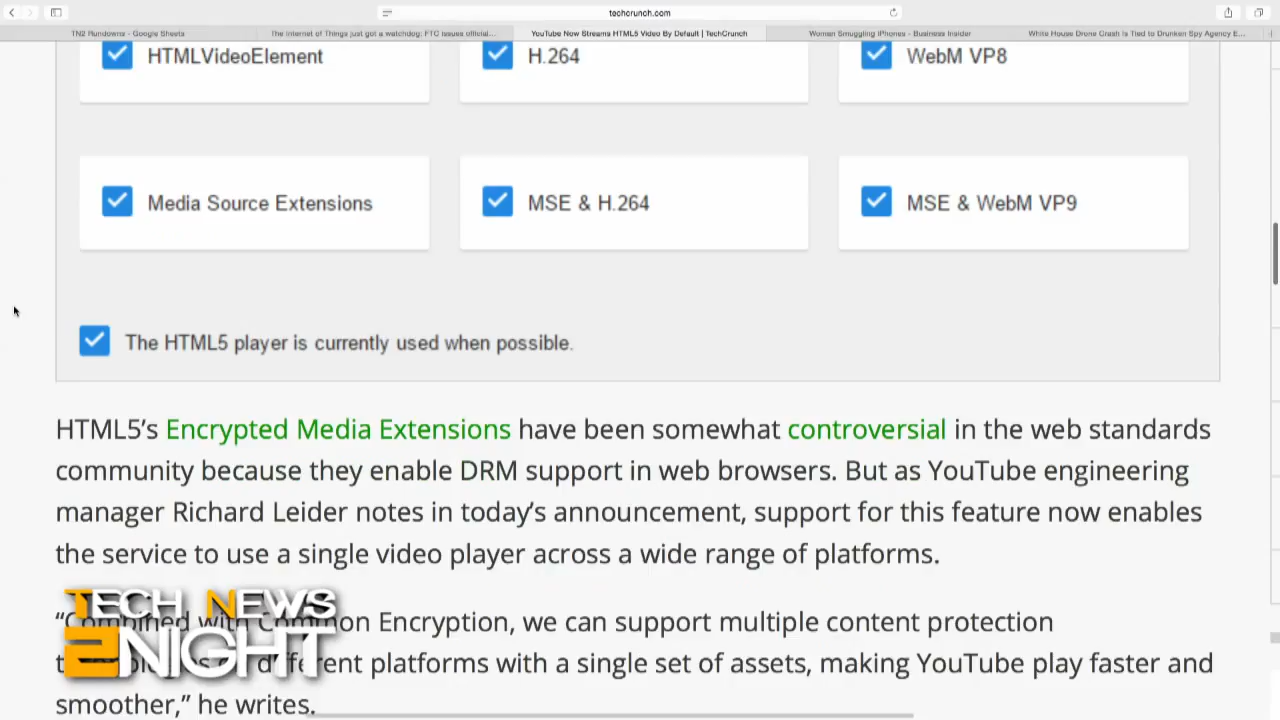 techcrunch.com
TN2 Rundowns - Google Sheets
The Internet of Things just got a watchdog: FTC issues official...
YouTube Now Streams HTML5 Video By Default | TechCrunch
Woman Smuggling iPhones - Business Insider
White House Drone Crash Is Tied to Drunken Spy Agency E...
HTMLVideoElement
H.264
WebM VP8
Media Source Extensions
MSE & H.264
MSE & WebM VP9
The HTML5 player is currently used when possible.
HTML5’s Encrypted Media Extensions have been somewhat controversial in the web standards
community because they enable DRM support in web browsers. But as YouTube engineering
manager Richard Leider notes in today’s announcement, support for this feature now enables
the service to use a single video player across a wide range of platforms.
“Combined with Common Encryption, we can support multiple content protection
different platforms with a single set of assets, making YouTube play faster and
smoother,” he writes.
TECH NEWS
2NIGHT